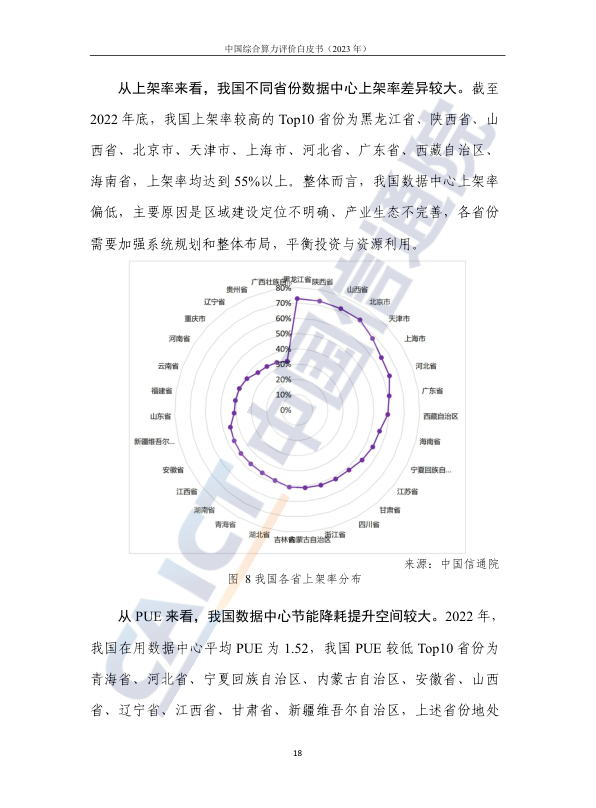 中国综合算力评价白皮书（2023 年）
从上架率来看，我国不同省份数据中心上架率差异较大。截至
2022 年底，我国上架率较高的 Top10 省份为黑龙江省、陕西省、山
西省、北京市、天津市、上海市、河北省、广东省、西藏自治区、
海南省，上架率均达到 55%以上。整体而言，我国数据中心上架率
偏低，主要原因是区域建设定位不明确、产业生态不完善，各省份
需要加强系统规划和整体布局，平衡投资与资源利用。
黑龙江省
陕西省
山西省
北京市
天津市
上海市
河北省
广东省
西藏自治区
海南省
宁夏回族自...
江苏省
甘肃省
四川省
浙江省
内蒙古自治区
吉林省
湖北省
青海省
湖南省
江西省
安徽省
新疆维吾尔...
山东省
福建省
云南省
河南省
重庆市
辽宁省
贵州省
广西壮族自
80%
70%
60%
50%
40%
30%
20%
10%
0%
来源：中国信通院
图 8 我国各省上架率分布
从 PUE 来看，我国数据中心节能降耗提升空间较大。2022 年，
我国在用数据中心平均 PUE 为 1.52，我国 PUE 较低 Top10 省份为
青海省、河北省、宁夏回族自治区、内蒙古自治区、安徽省、山西
省、辽宁省、江西省、甘肃省、新疆维吾尔自治区，上述省份地处
18
CAICT 中国信通院